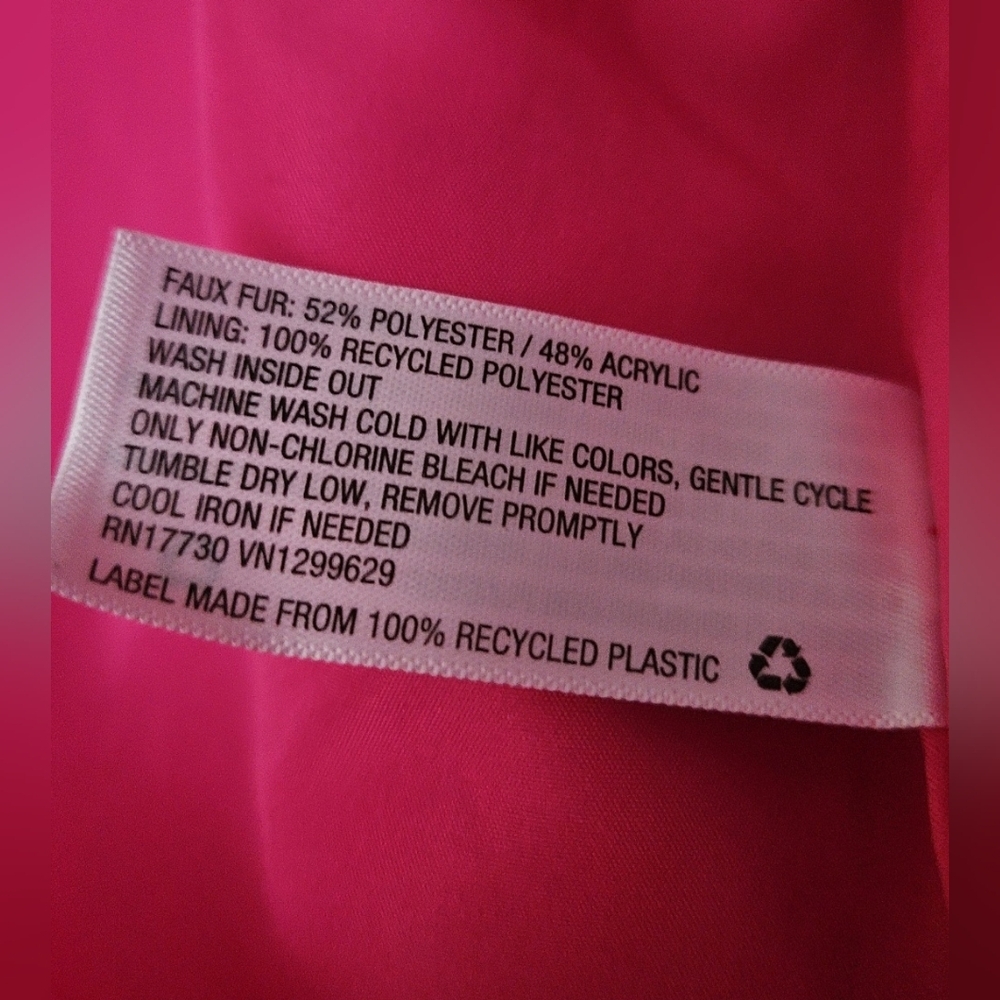 FAUX FUR: 52% POLYESTER / 48% ACRYLIC
LINING: 100% RECYCLED POLYESTER
WASH INSIDE OUT
MACHINE WASH COLD WITH LIKE COLORS, GENTLE CYCLE
ONLY NON-CHLORINE BLEACH IF NEEDED
TUMBLE DRY LOW, REMOVE PROMPTLY
COOL IRON IF NEEDED
RN17730 VN1299629
LABEL MADE FROM 100% RECYCLED PLASTIC